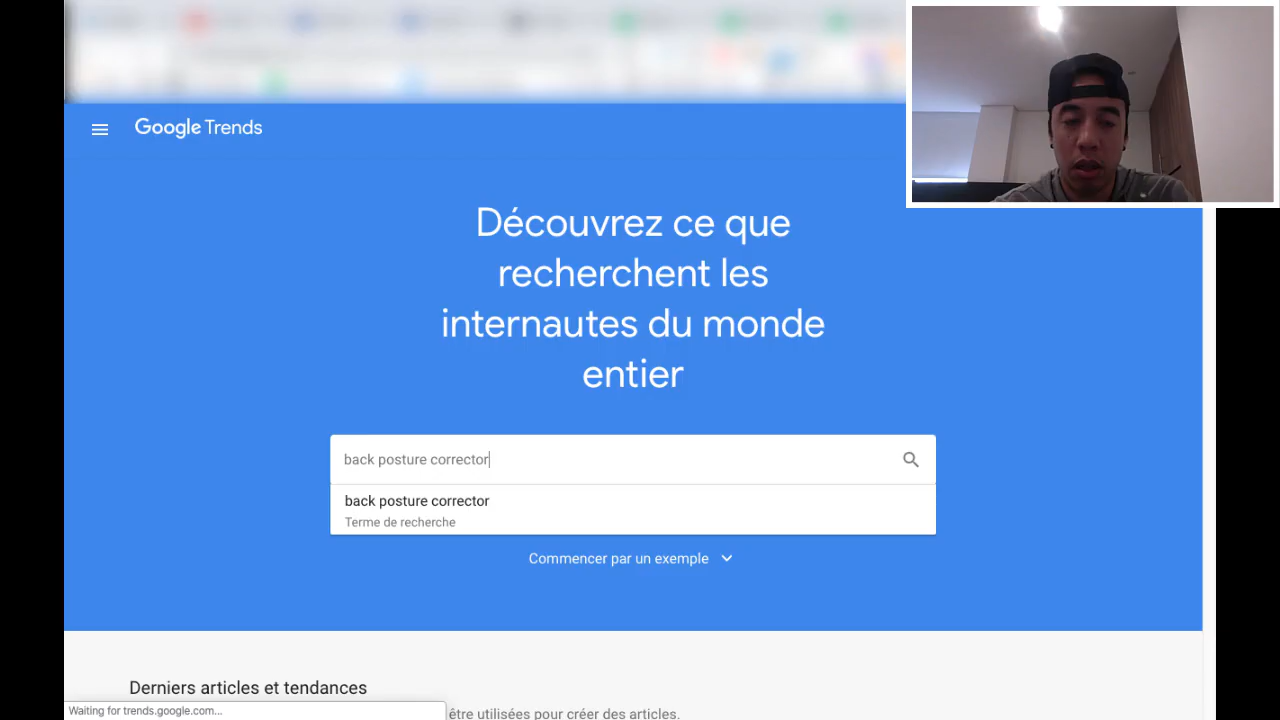 Google Trends
Découvrez ce que
recherchent les
internautes du monde
entier
back posture corrector
back posture corrector
Terme de recherche
Commencer par un exemple
Derniers articles et tendances
Waiting for trends.google.com...
être utilisées pour créer des articles.